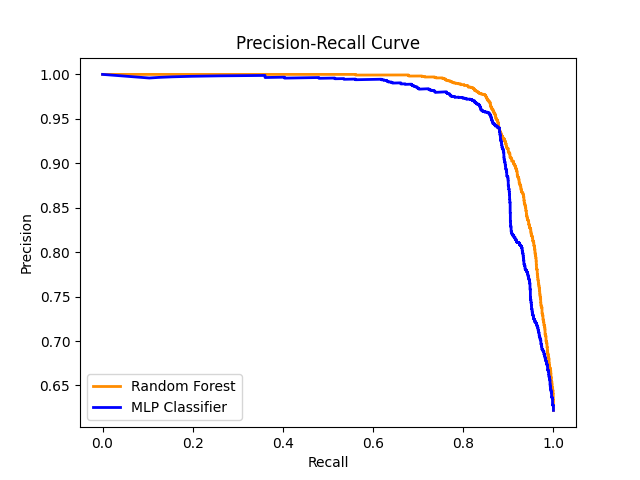 Precision-Recall Curve
1.00
0.95
0.90
0.85
0.80
0.75
0.70
0.65
Precision
Random Forest
MLP Classifier
0.0 0.2 0.4 0.6 0.8 1.0
Recall